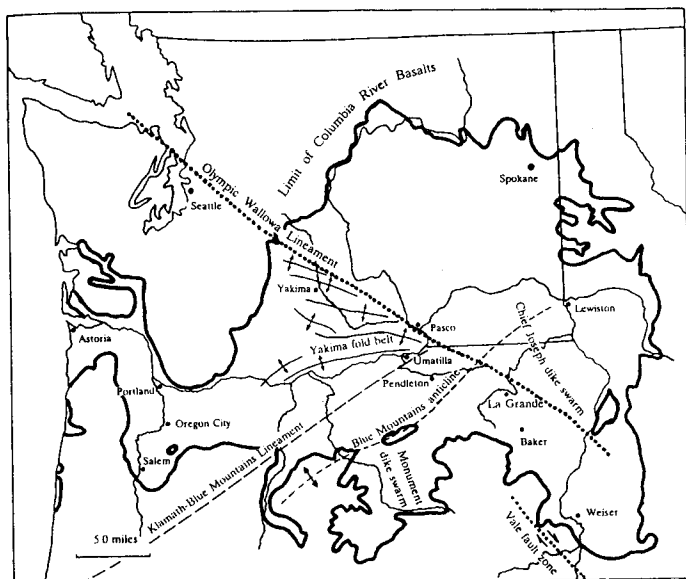 Limit of Columbia River Basalts
Olympic Wallowa Lineament
Spokane
Seattle
Yakima
Chief Joseph dike swarm
Lewiston
Pasco
Astoria
Yakima fold belt
Umatilla
Pendleton
Portland
Blue Mountains anticline
La Grande
Oregon City
Baker
Salem
Klamath-Blue Mountains Lineament
Monument
dike swarm
Weiser
50 miles
Vale fault zone